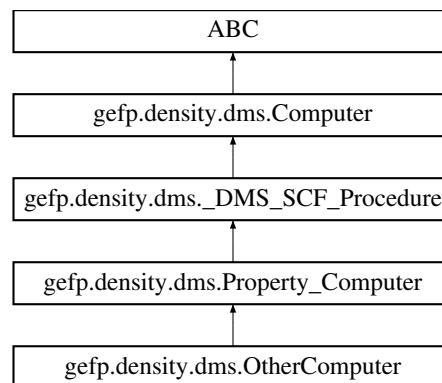 ABC
gefp.density.dms.Computer
gefp.density.dms._DMS_SCF_Procedure
gefp.density.dms.Property_Computer
gefp.density.dms.OtherComputer